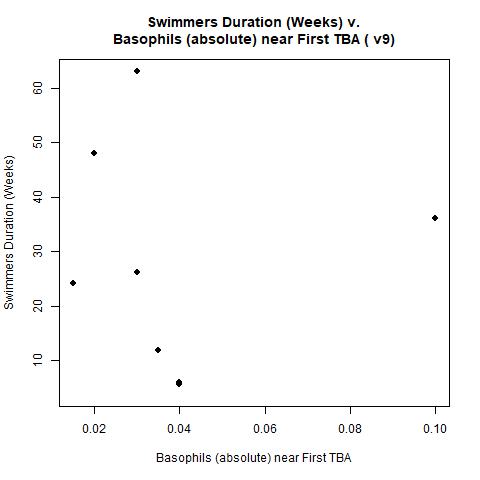 Swimmers Duration (Weeks) v.
Basophils (absolute) near First TBA ( v9)
Swimmers Duration (Weeks)
60
50
40
30
20
10
0.02 0.04 0.06 0.08 0.10
Basophils (absolute) near First TBA